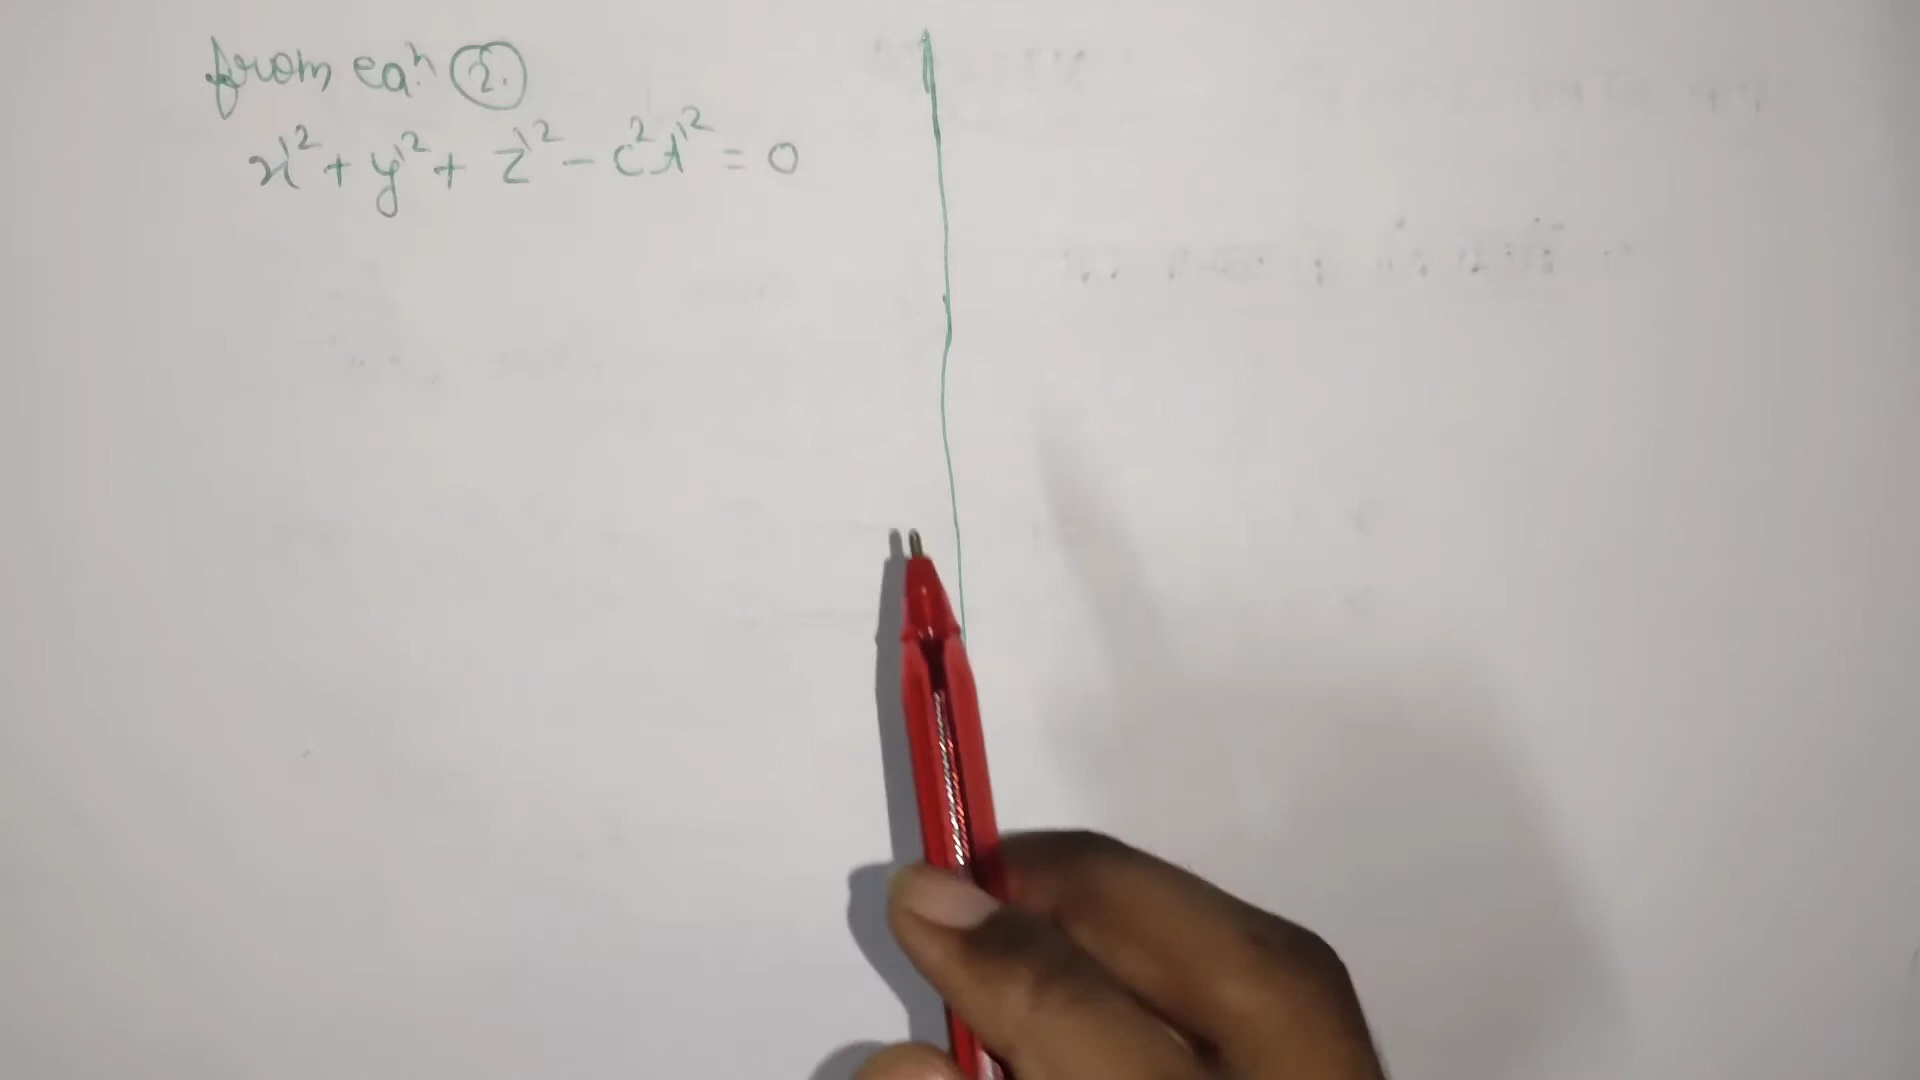 from eqn (2).
x'² + y'² + z'² - c²t'² = 0